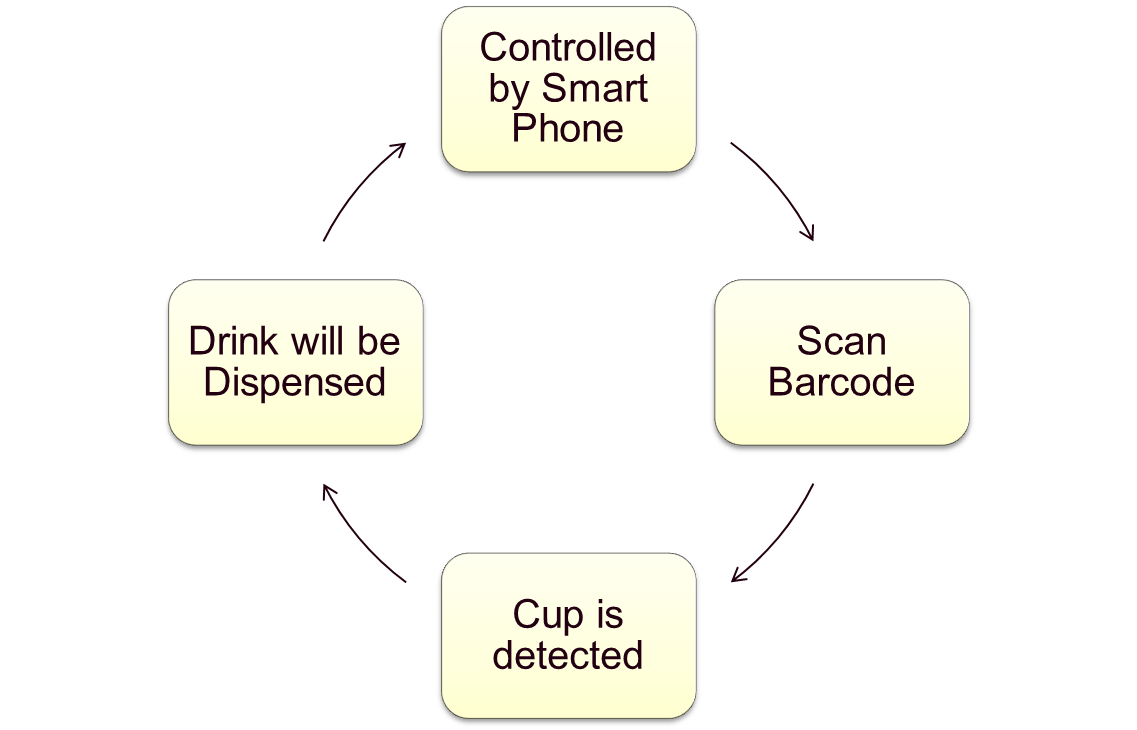 Controlled
by Smart
Phone
Scan
Barcode
Cup is
detected
Drink will be
Dispensed